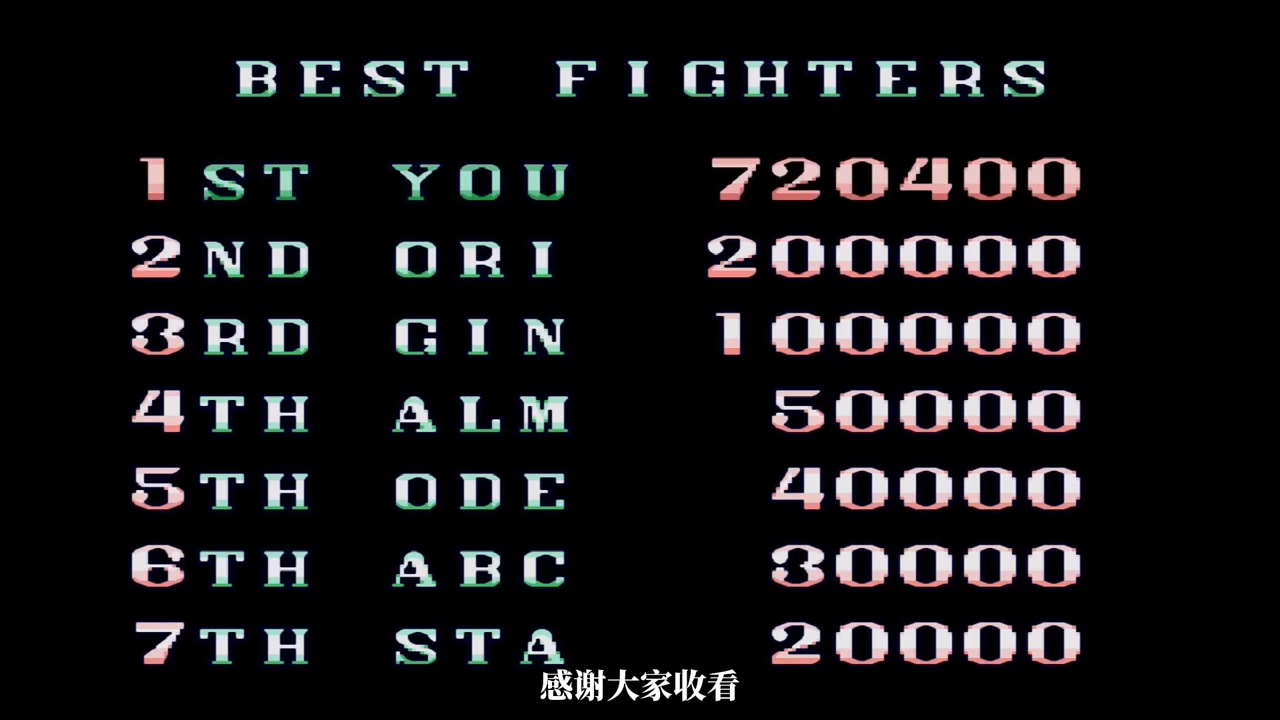 BEST FIGHTERS
1ST YOU 720400
2ND ORI 200000
3RD GIN 100000
4TH ALM 50000
5TH ODE 40000
6TH ABC 30000
7TH STA 20000
感谢大家收看